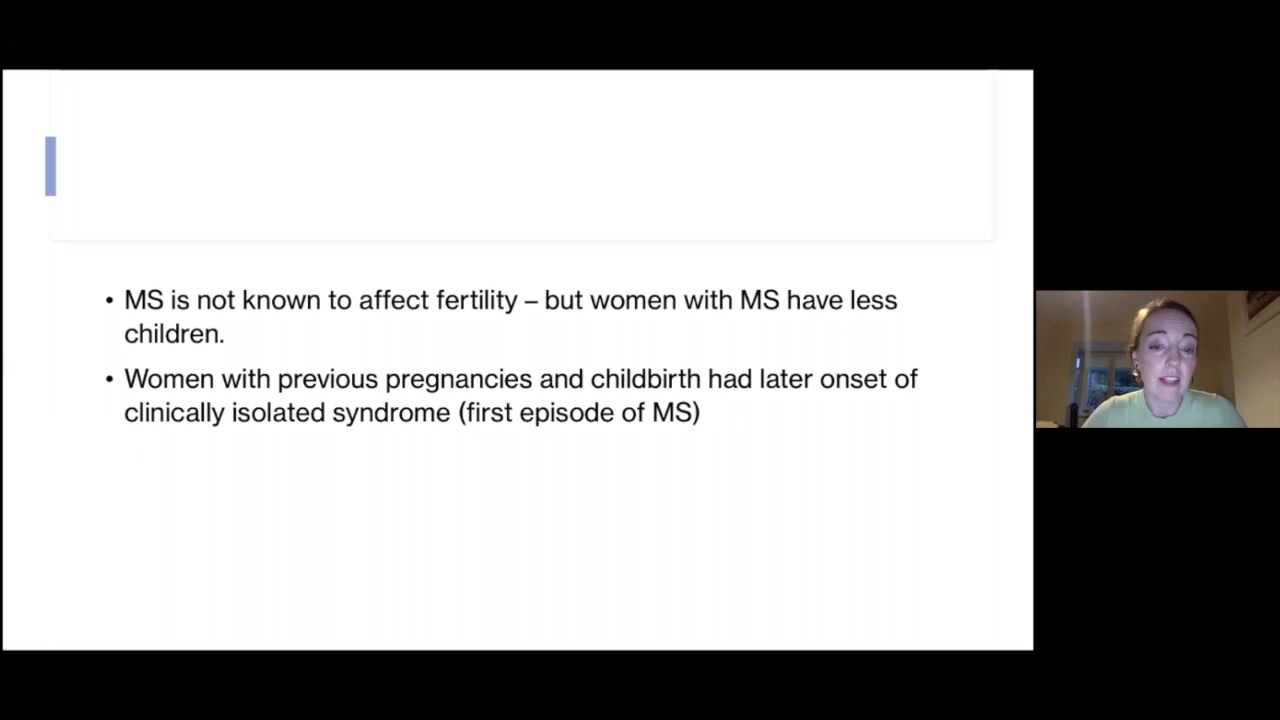 • MS is not known to affect fertility – but women with MS have less
children.
• Women with previous pregnancies and childbirth had later onset of
clinically isolated syndrome (first episode of MS)